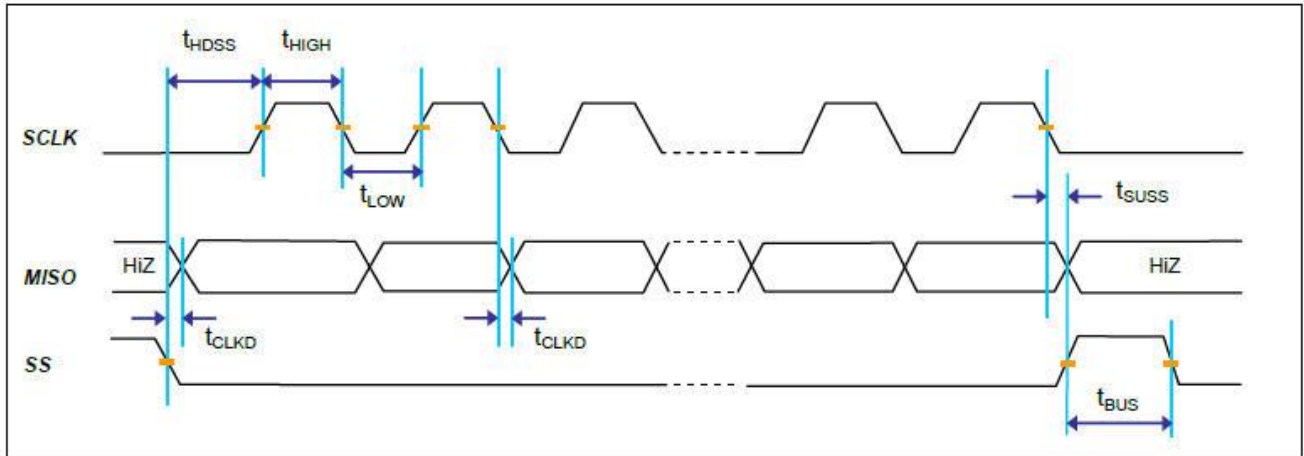 tHDSS tHIGH
SCLK
tLOW
tSUSS
HiZ HiZ
MISO
tCLKD tCLKD
SS
tBUS